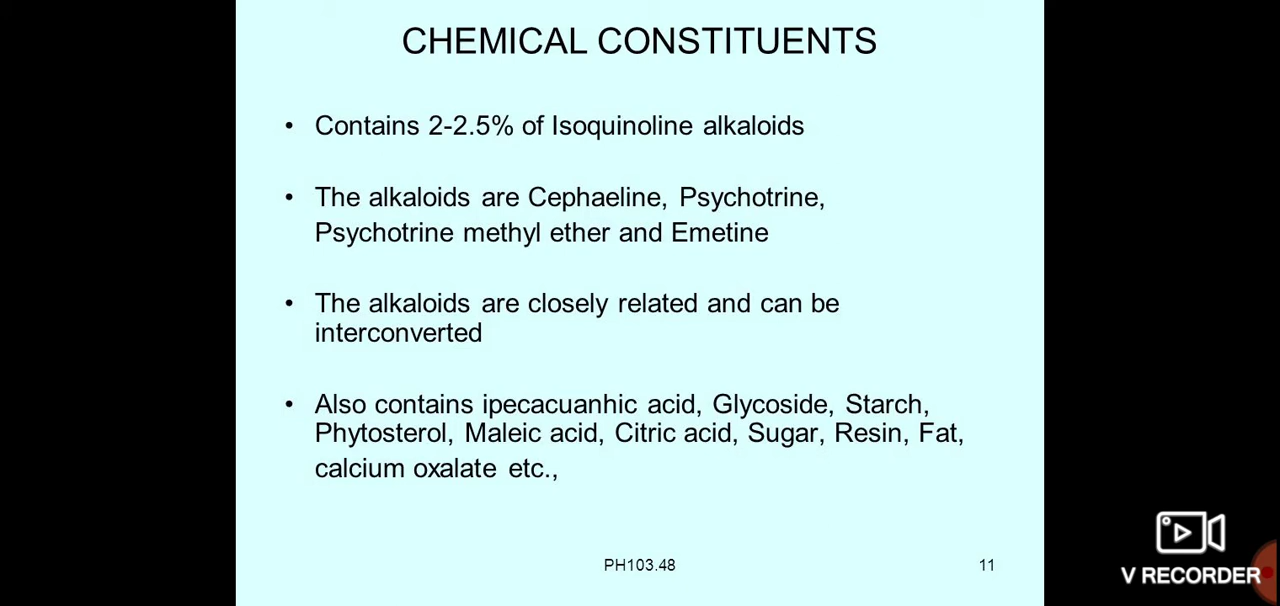 CHEMICAL CONSTITUENTS
• Contains 2-2.5% of Isoquinoline alkaloids
• The alkaloids are Cephaeline, Psychotrine,
Psychotrine methyl ether and Emetine
• The alkaloids are closely related and can be
interconverted
• Also contains ipecacuanhic acid, Glycoside, Starch,
Phytosterol, Maleic acid, Citric acid, Sugar, Resin, Fat,
calcium oxalate etc.,
PH103.48
11
V RECORDER